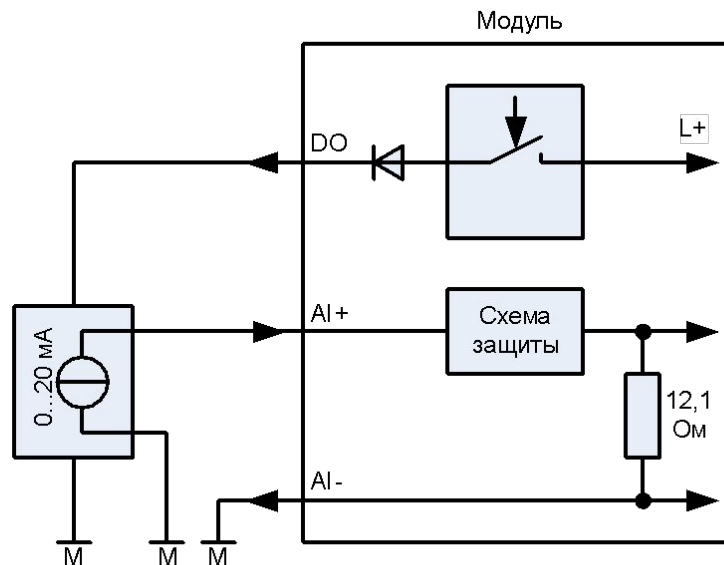 Модуль
DO
L+
AI+
Схема
защиты
0...20 мА
12,1
Ом
AI-
M
M
M